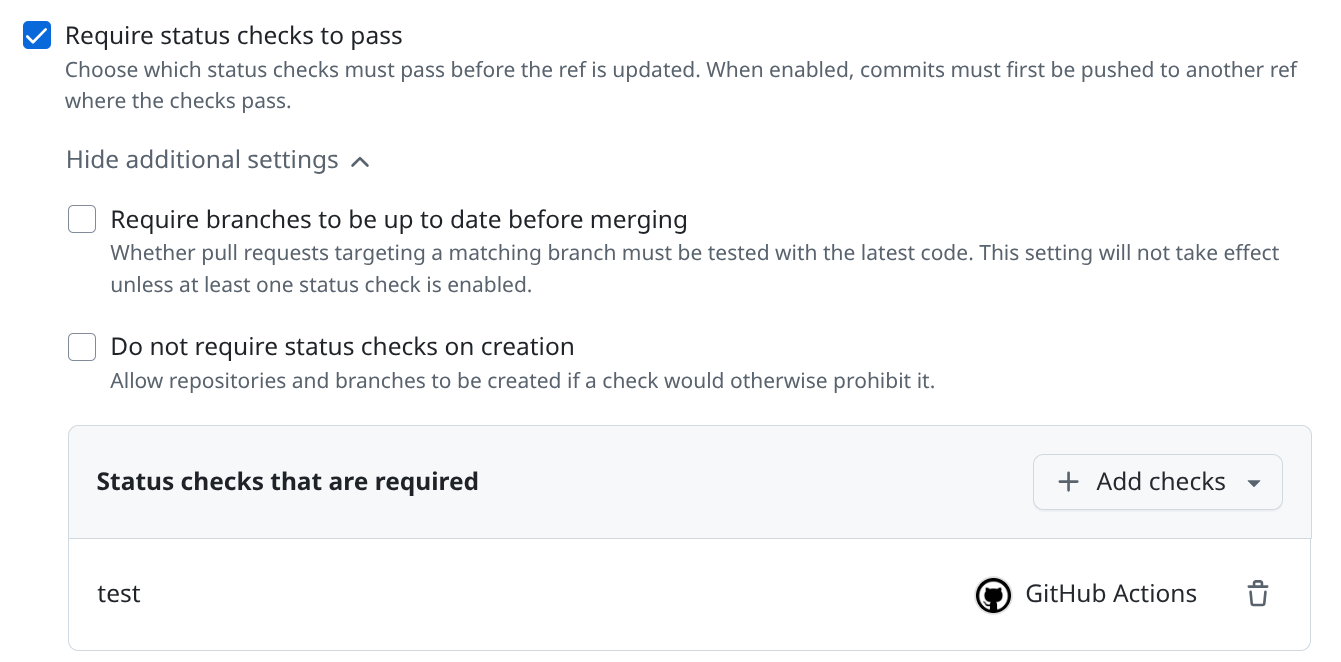 Require status checks to pass
Choose which status checks must pass before the ref is updated. When enabled, commits must first be pushed to another ref
where the checks pass.
Hide additional settings
Require branches to be up to date before merging
Whether pull requests targeting a matching branch must be tested with the latest code. This setting will not take effect
unless at least one status check is enabled.
Do not require status checks on creation
Allow repositories and branches to be created if a check would otherwise prohibit it.
Status checks that are required
Add checks
test
GitHub Actions